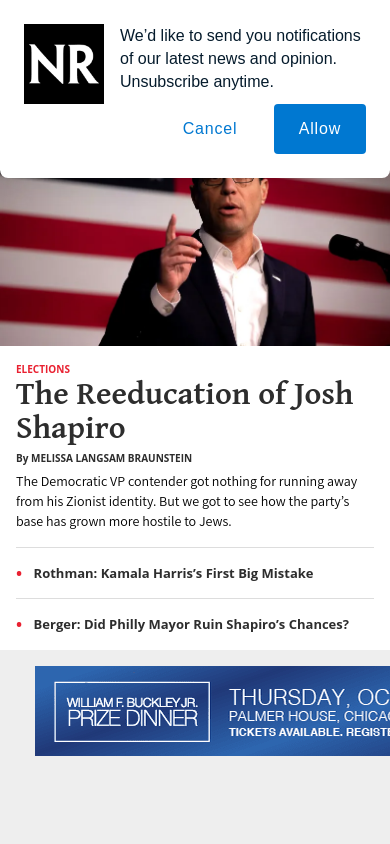 NR
We’d like to send you notifications
of our latest news and opinion.
Unsubscribe anytime.
Cancel
Allow
ELECTIONS
The Reeducation of Josh
Shapiro
By MELISSA LANGSAM BRAUNSTEIN
The Democratic VP contender got nothing for running away
from his Zionist identity. But we got to see how the party’s
base has grown more hostile to Jews.
• Rothman: Kamala Harris’s First Big Mistake
• Berger: Did Philly Mayor Ruin Shapiro’s Chances?
WILLIAM F. BUCKLEY JR.
PRIZE DINNER
THURSDAY, OC
PALMER HOUSE, CHICA
TICKETS AVAILABLE. REGIST